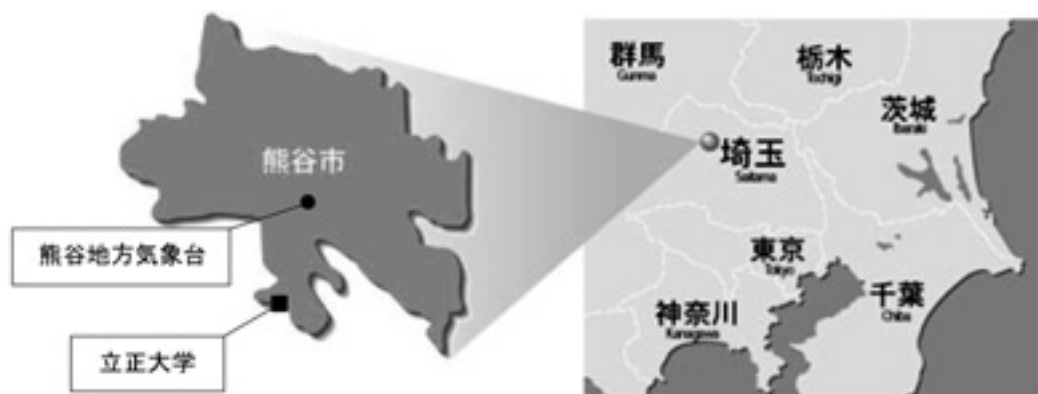 熊谷市
熊谷地方気象台
立正大学
群馬
Gunma
栃木
Tochigi
茨城
Ibaraki
埼玉
Saitama
東京
Tokyo
千葉
Chiba
神奈川
Kanagawa